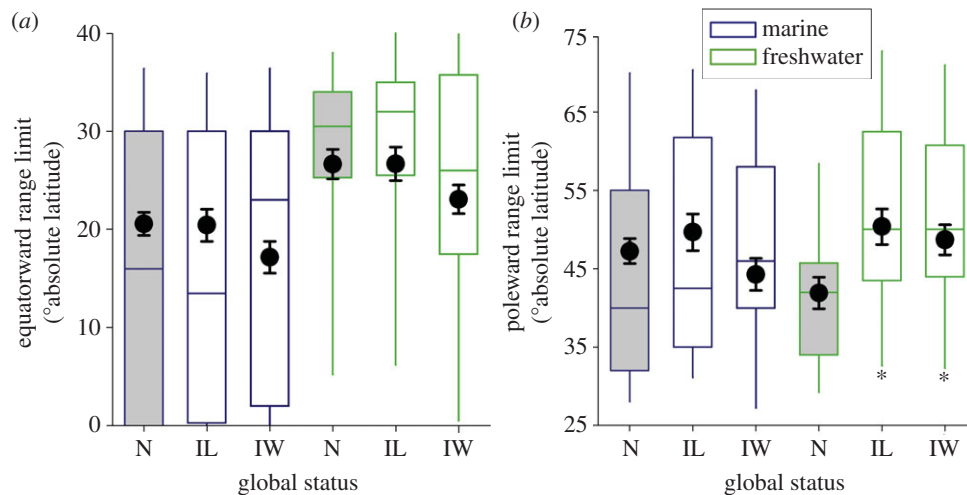 (a)
40
30
20
10
0
equatorward range limit
(°absolute latitude)
N IL IW N IL IW
global status
(b)
marine
freshwater
75
65
55
45
35
25
poleward range limit
(°absolute latitude)
* *
N IL IW N IL IW
global status